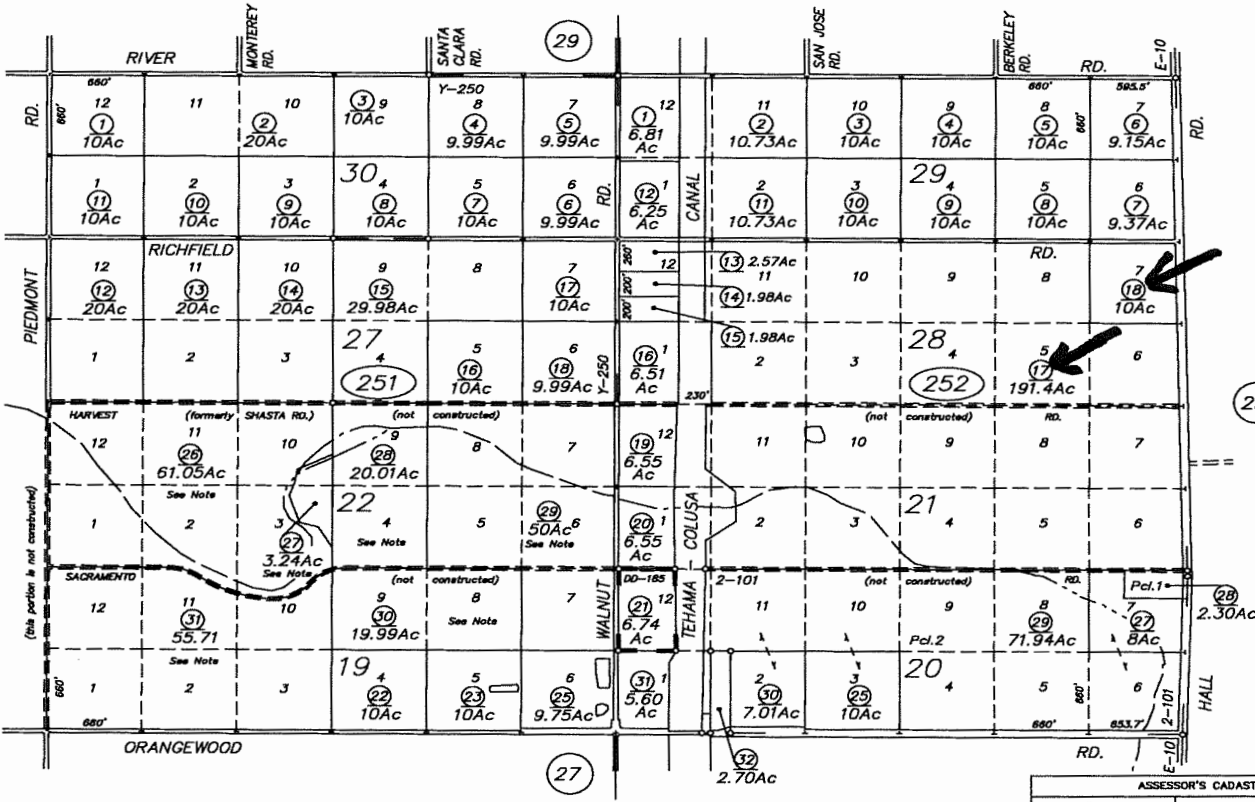 29
RIVER
MONTEREY RD.
SANTA CLARA RD.
SAN JOSE RD.
BERKELEY RD.
RD.
E-10
RD.
660'
660'
12
1
10Ac
11
10
2
20Ac
3
9
10Ac
Y-250
8
4
9.99Ac
7
5
9.99Ac
1
12
6.81
Ac
11
2
10.73Ac
10
3
10Ac
9
4
10Ac
660'
8
5
10Ac
660'
595.5'
7
6
9.15Ac
RD.
1
11
10Ac
2
10
10Ac
3
9
10Ac
30
4
8
10Ac
5
7
10Ac
6
6
9.99Ac
RD.
12
1
6.25
Ac
CANAL
2
11
10.73Ac
3
10
10Ac
29
4
9
10Ac
5
8
10Ac
6
7
9.37Ac
RICHFIELD
RD.
PIEDMONT
12
12
20Ac
11
13
20Ac
10
14
20Ac
9
15
29.98Ac
8
7
17
10Ac
260'
12
200'
200'
13 2.57Ac
14 1.98Ac
15 1.98Ac
11
10
9
8
7
18
10Ac
1
2
3
27
4
251
5
16
10Ac
6
18
9.99Ac
Y-250
16
1
6.51
Ac
230'
2
3
28
4
252
5
17
191.4Ac
6
HARVEST
(formerly SHASTA RD.)
(not constructed)
(not constructed)
RD.
12
11
26
61.05Ac
See Note
10
9
28
20.01Ac
8
7
19
12
6.55
Ac
11
10
9
8
7
(this portion is not constructed)
1
2
3
27
3.24Ac
See Note
22
4
See Note
5
29
6
50Ac
See Note
20
1
6.55
Ac
TEHAMA - COLUSA
2
3
21
4
5
6
SACRAMENTO
(not constructed)
DD-185
2-101
(not constructed)
RD.
12
11
31
55.71
See Note
10
9
30
19.99Ac
8
See Note
7
WALNUT
12
21
6.74
Ac
11
10
9
Pcl.2
8
29
71.94Ac
Pcl.1
28
2.30Ac
7
27
8Ac
660'
1
2
3
19
4
22
10Ac
5
23
10Ac
6
25
9.75Ac
31
1
5.60
Ac
2
30
7.01Ac
3
25
10Ac
20
4
5
660'
6
2-101
HALL
660'
660'
653.7'
ORANGEWOOD
RD.
E-10
27
32
2.70Ac
ASSESSOR'S CADAST